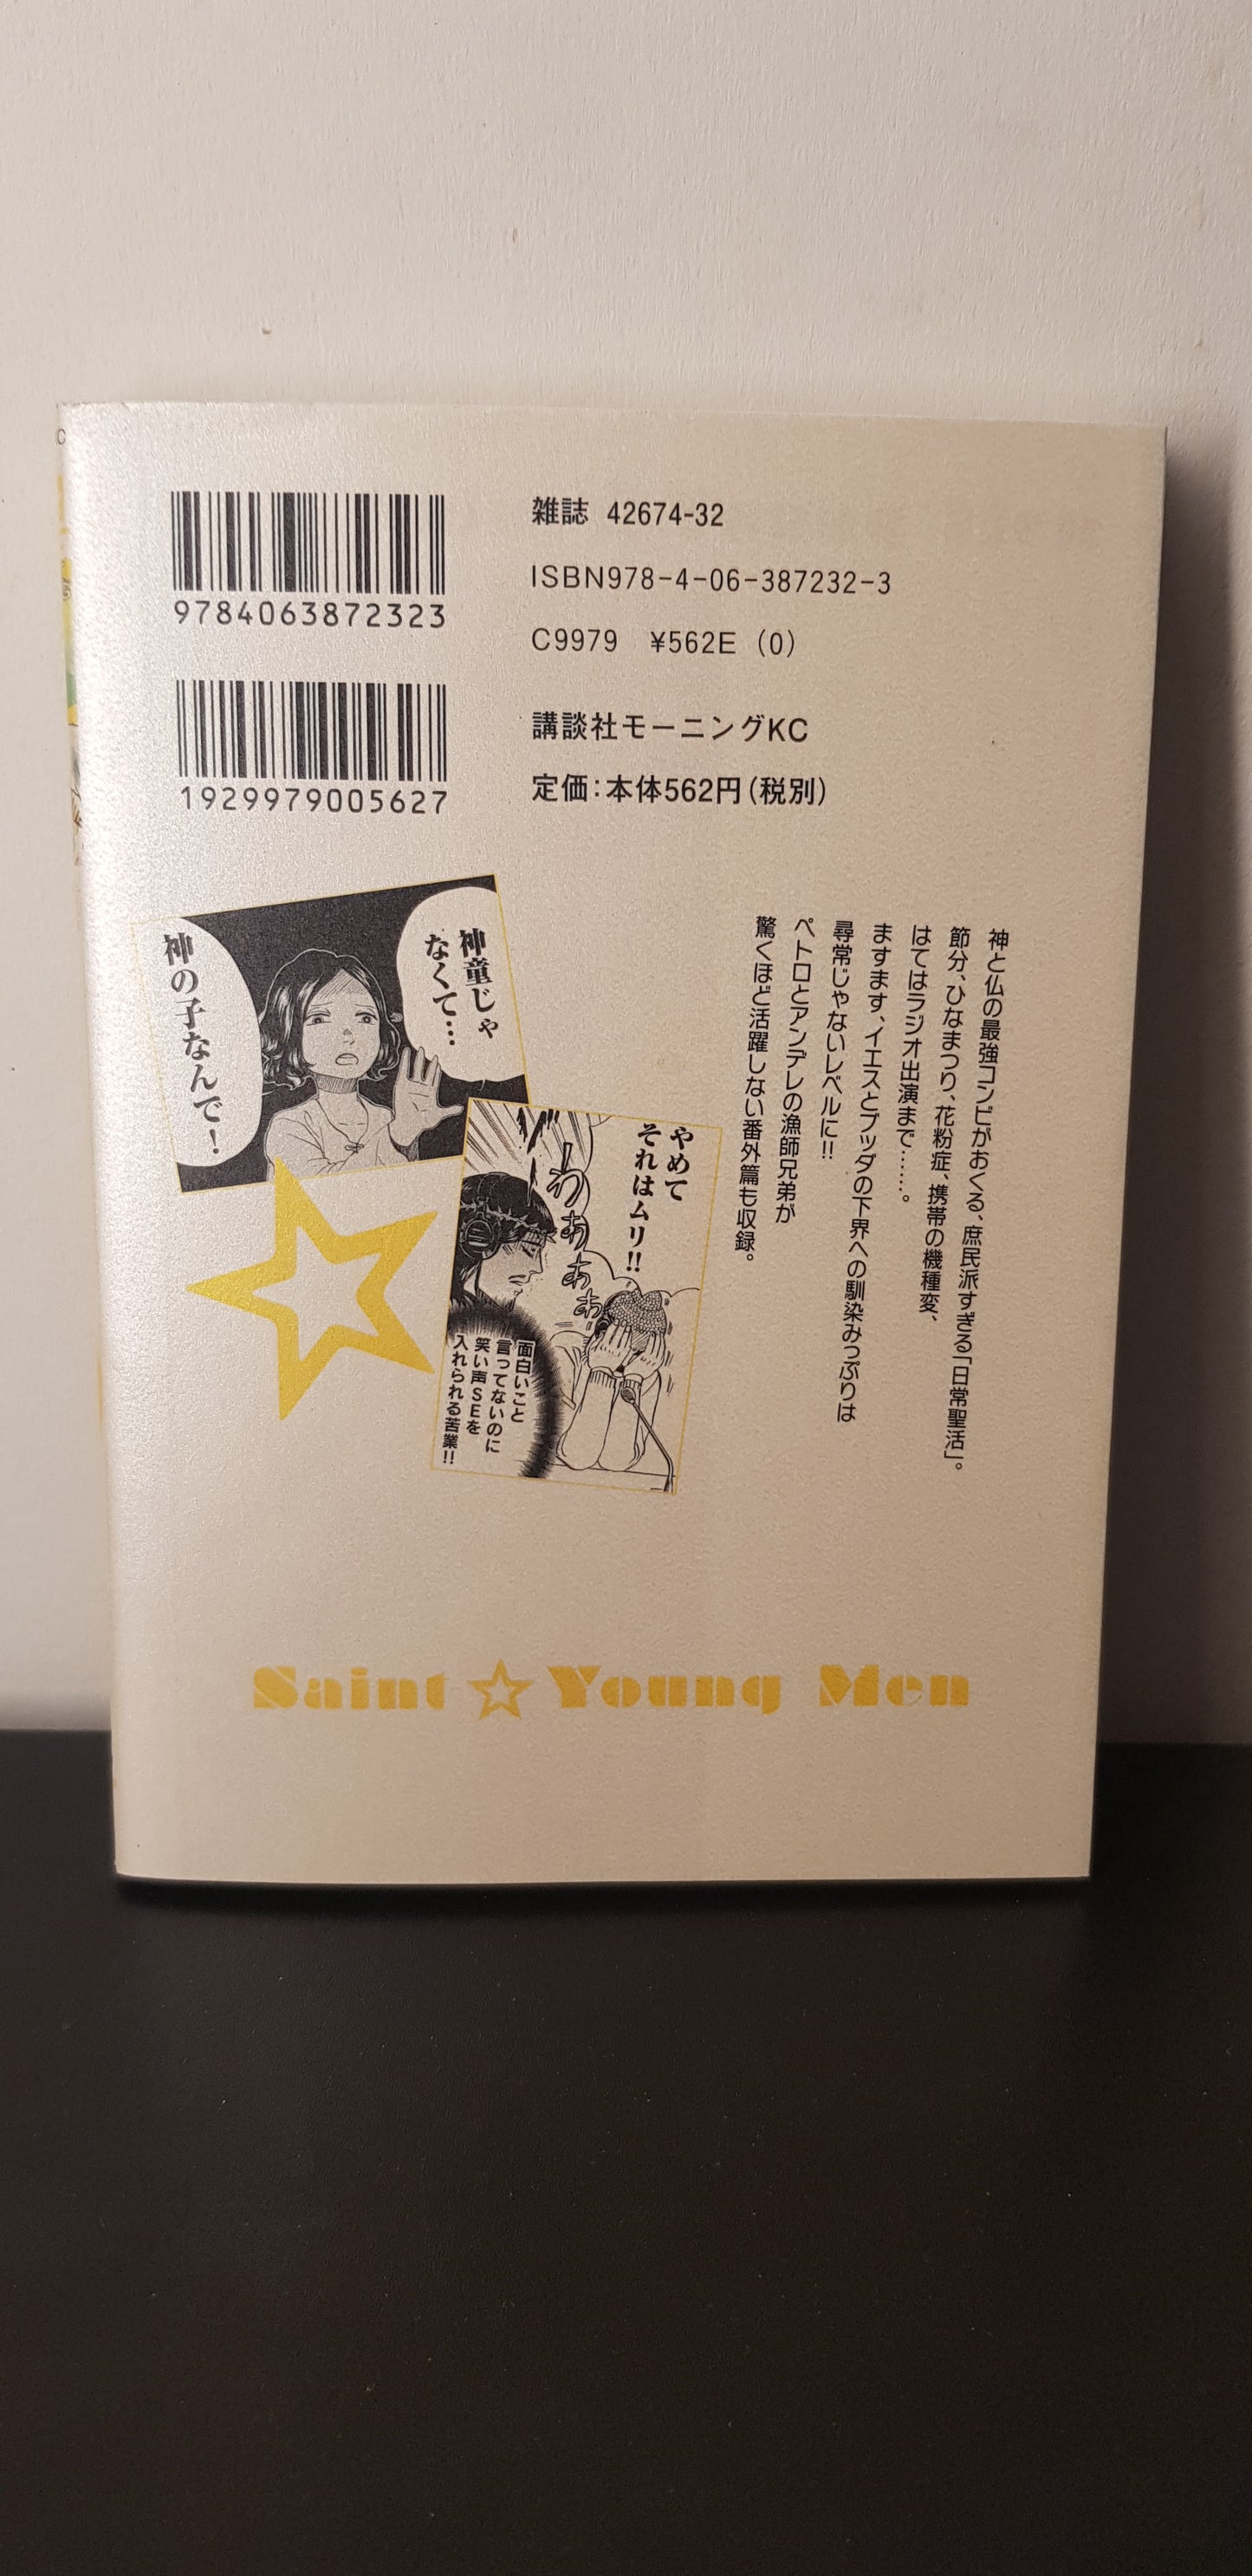 9784063872323
1929979005627
雑誌 42674-32
ISBN978-4-06-387232-3
C9979 ¥562E (0)
講談社モーニングKC
定価:本体562円(税別)
神と仏の最強コンビがおくる、庶民派すぎる「日常聖活」。
節分、ひなまつり、花粉症、携帯の機種変、
はてはラジオ出演まで……。
ますます、イエスとブッダの下界への馴染みっぷりは
尋常じゃないレベルに!!
ペトロとアンデレの漁師兄弟が
驚くほど活躍しない番外篇も収録。
神童じゃ
なくて…
神の子なんで!
やめて
それはムリ!!
わぁぁぁ
面白いこと
言ってないのに
笑い声SEを
入れられる苦業!!
Saint☆Young Men